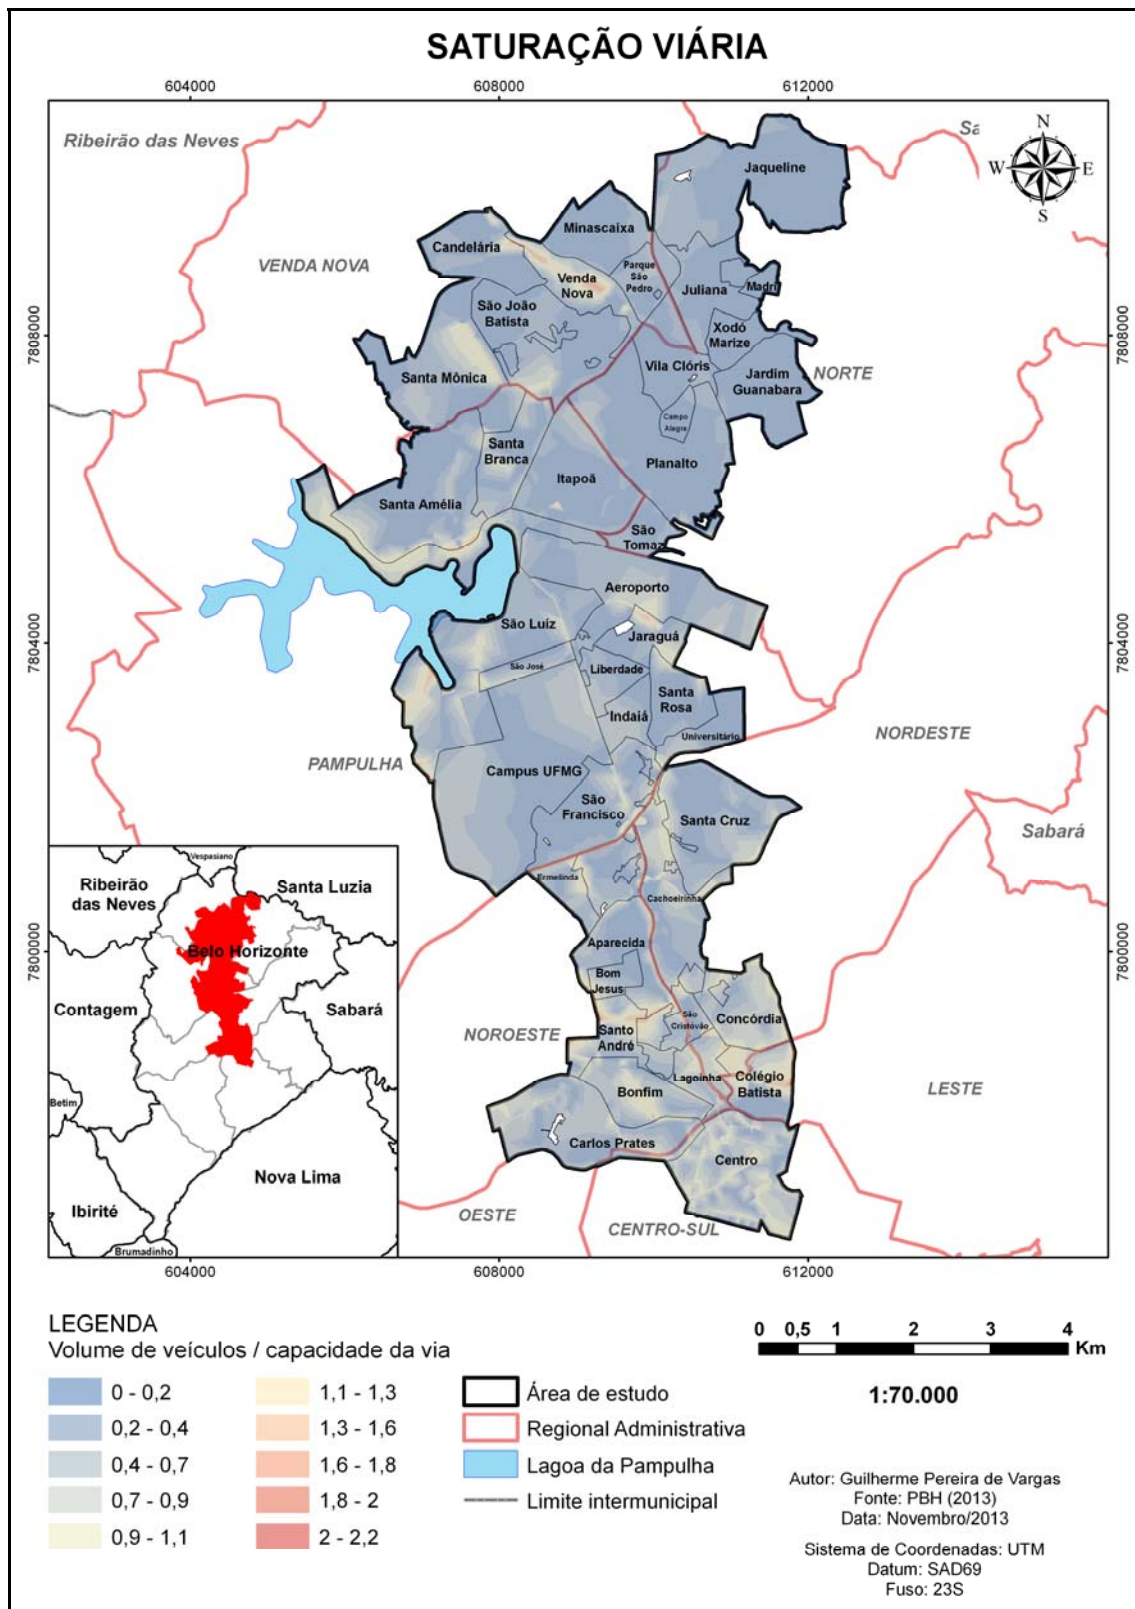 SATURAÇÃO VIÁRIA
604000
608000
612000
Ribeirão das Neves
Sa
N
W
E
S
Jaqueline
VENDA NOVA
Candelária
Minascaixa
Parque
São
Pedro
Venda
Nova
Juliana
Madri
7808000
São João
Batista
Xodó
Marize
7808000
Santa Mônica
Vila Clóris
Jardim
Guanabara
NORTE
Campo
Alegre
Santa
Branca
Planalto
Itapoã
Santa Amélia
São
Tomaz
Aeroporto
São Luíz
Jaraguá
7804000
7804000
São José
Liberdade
Santa
Rosa
Indaiá
Universitário
NORDESTE
PAMPULHA
Campus UFMG
São
Francisco
Santa Cruz
Sabará
Ermelinda
Cachoeirinha
Aparecida
7800000
7800000
Bom
Jesus
NOROESTE
Santo
André
São
Cristóvão
Concórdia
Lagoinha
Colégio
Batista
LESTE
Bonfim
Carlos Prates
Centro
OESTE
CENTRO-SUL
Vespasiano
Ribeirão
das Neves
Santa Luzia
Belo Horizonte
Contagem
Sabará
Betim
Nova Lima
Ibirité
Brumadinho
604000
608000
612000
LEGENDA
Volume de veículos / capacidade da via
0 - 0,2
0,2 - 0,4
0,4 - 0,7
0,7 - 0,9
0,9 - 1,1
1,1 - 1,3
1,3 - 1,6
1,6 - 1,8
1,8 - 2
2 - 2,2
Área de estudo
Regional Administrativa
Lagoa da Pampulha
Limite intermunicipal
0 0,5 1 2 3 4
Km
1:70.000
Autor: Guilherme Pereira de Vargas
Fonte: PBH (2013)
Data: Novembro/2013
Sistema de Coordenadas: UTM
Datum: SAD69
Fuso: 23S